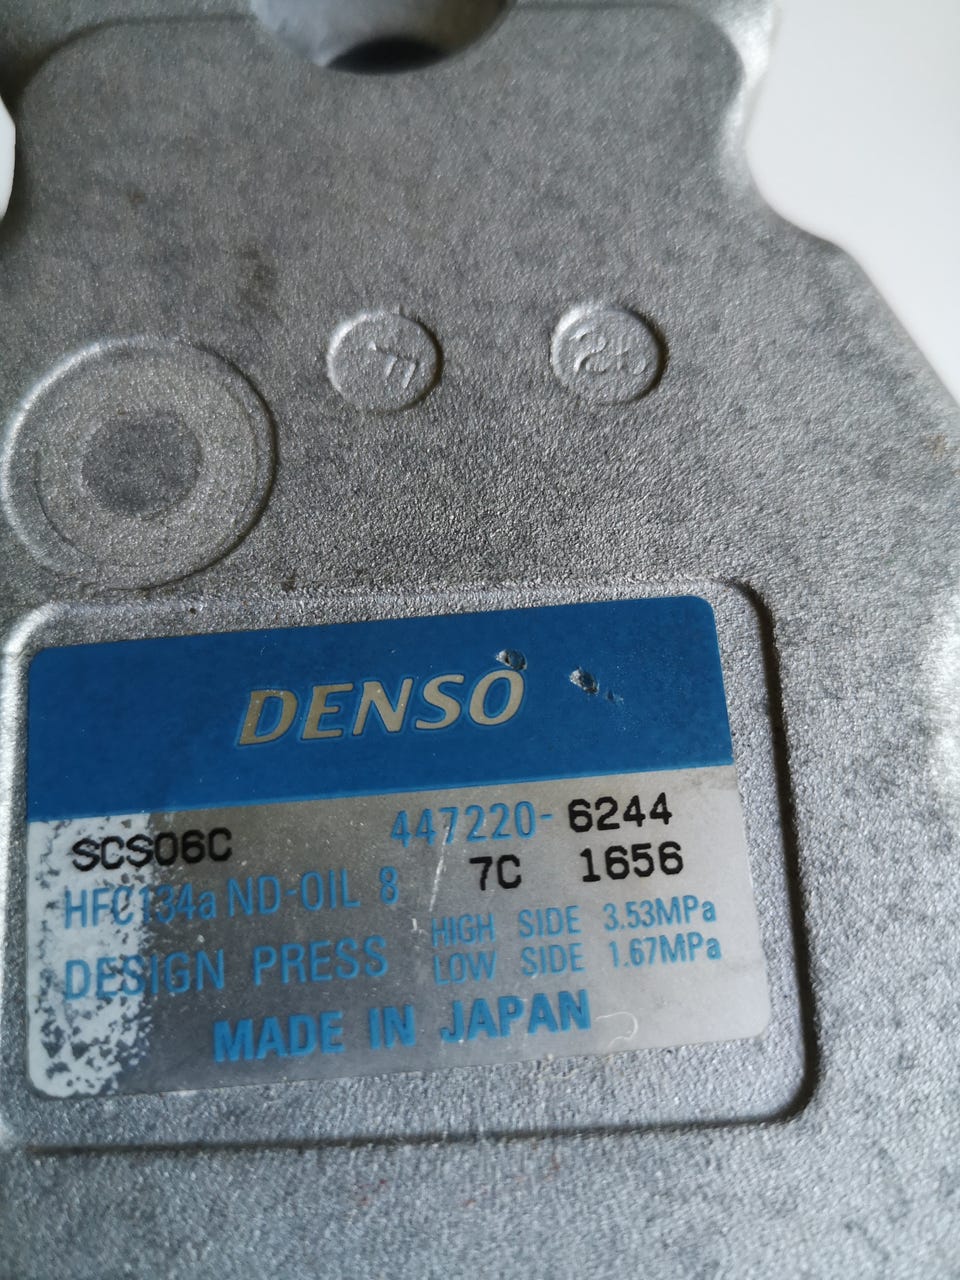 DENSO
SCS06C 447220-6244
HFC134a ND-OIL 8 7C 1656
DESIGN PRESS HIGH SIDE 3.53MPa
LOW SIDE 1.67MPa
MADE IN JAPAN